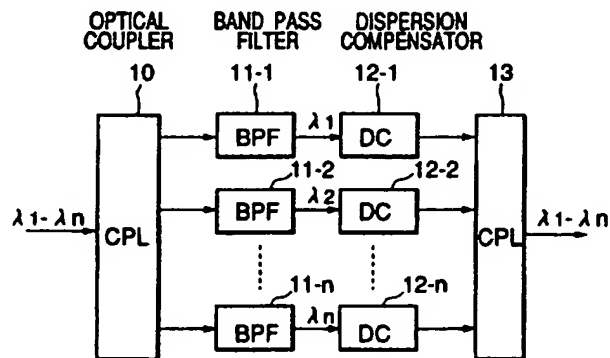 OPTICAL COUPLER
BAND PASS FILTER
DISPERSION COMPENSATOR
10
11-1
12-1
13
λ1
BPF
DC
11-2
12-2
λ2
BPF
DC
λ1-λn
CPL
CPL
λ1-λn
11-n
12-n
λn
BPF
DC